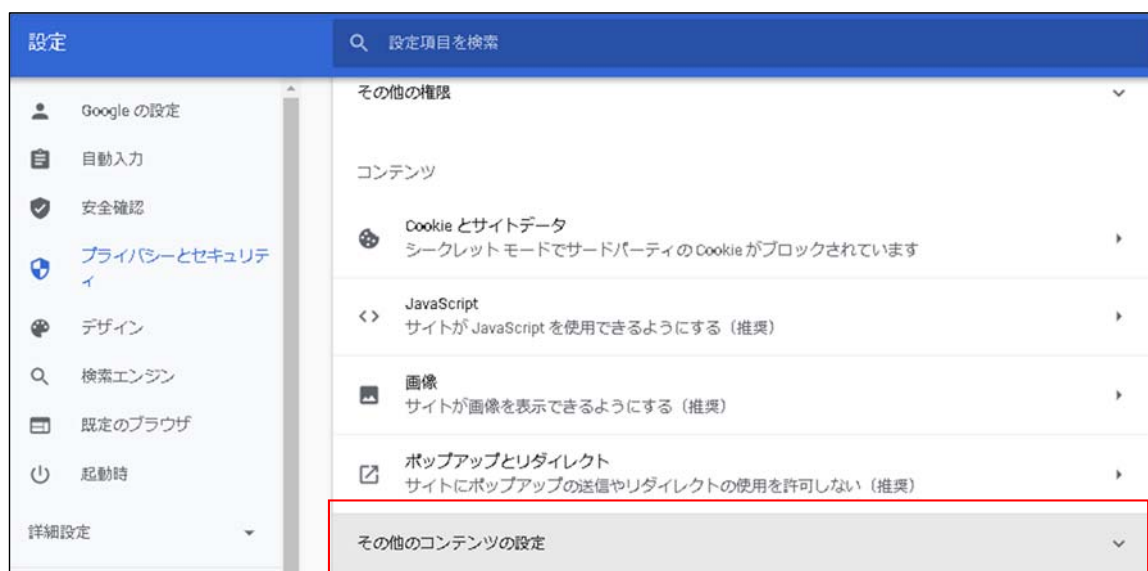 設定
設定項目を検索
Google の設定
自動入力
安全確認
プライバシーとセキュリテ
ィ
デザイン
検索エンジン
既定のブラウザ
起動時
詳細設定
その他の権限
コンテンツ
Cookie とサイトデータ
シークレット モードでサードパーティの Cookie がブロックされています
JavaScript
サイトが JavaScript を使用できるようにする（推奨）
画像
サイトが画像を表示できるようにする（推奨）
ポップアップとリダイレクト
サイトにポップアップの送信やリダイレクトの使用を許可しない（推奨）
その他のコンテンツの設定